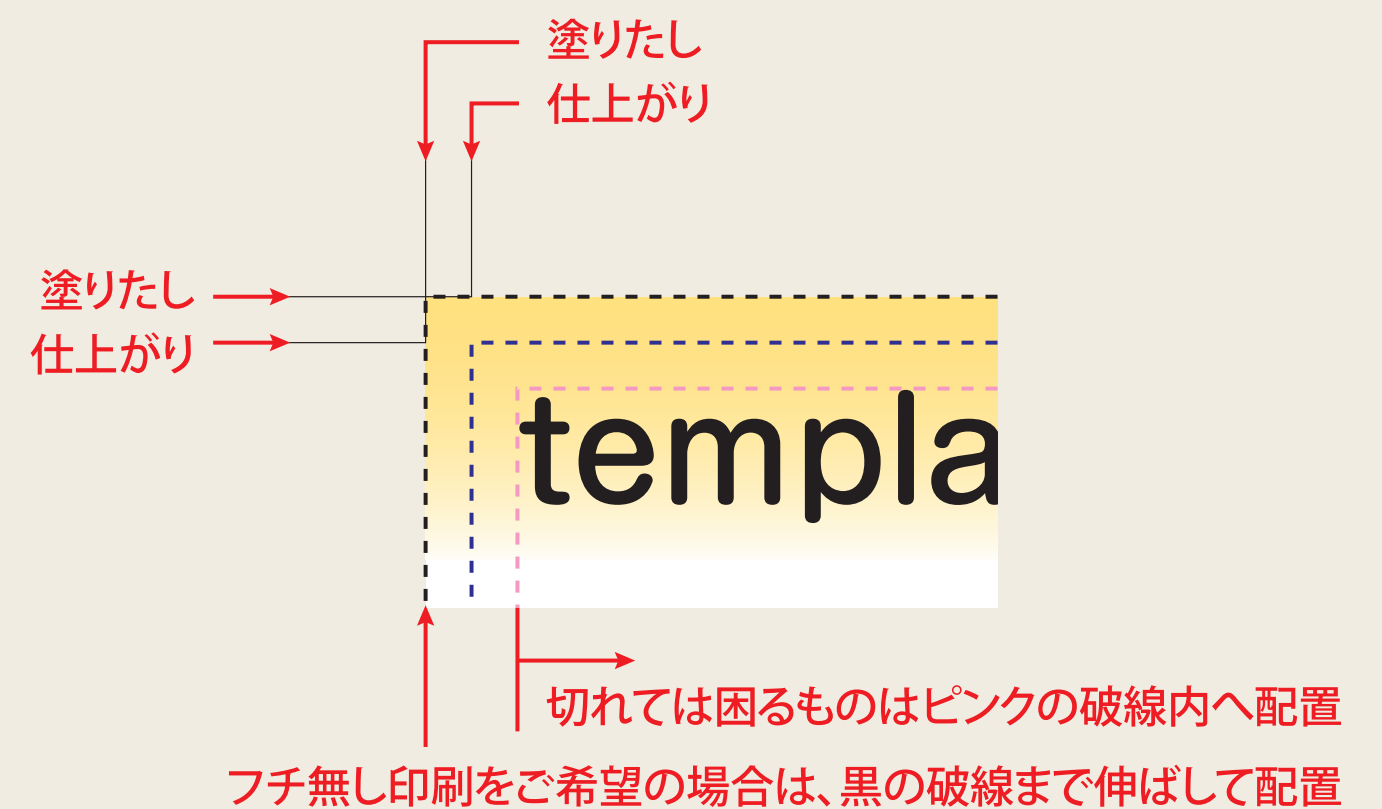 塗りたし
仕上がり
塗りたし
仕上がり
templa
切れては困るものはピンクの破線内へ配置
フチ無し印刷をご希望の場合は、黒の破線まで伸ばして配置